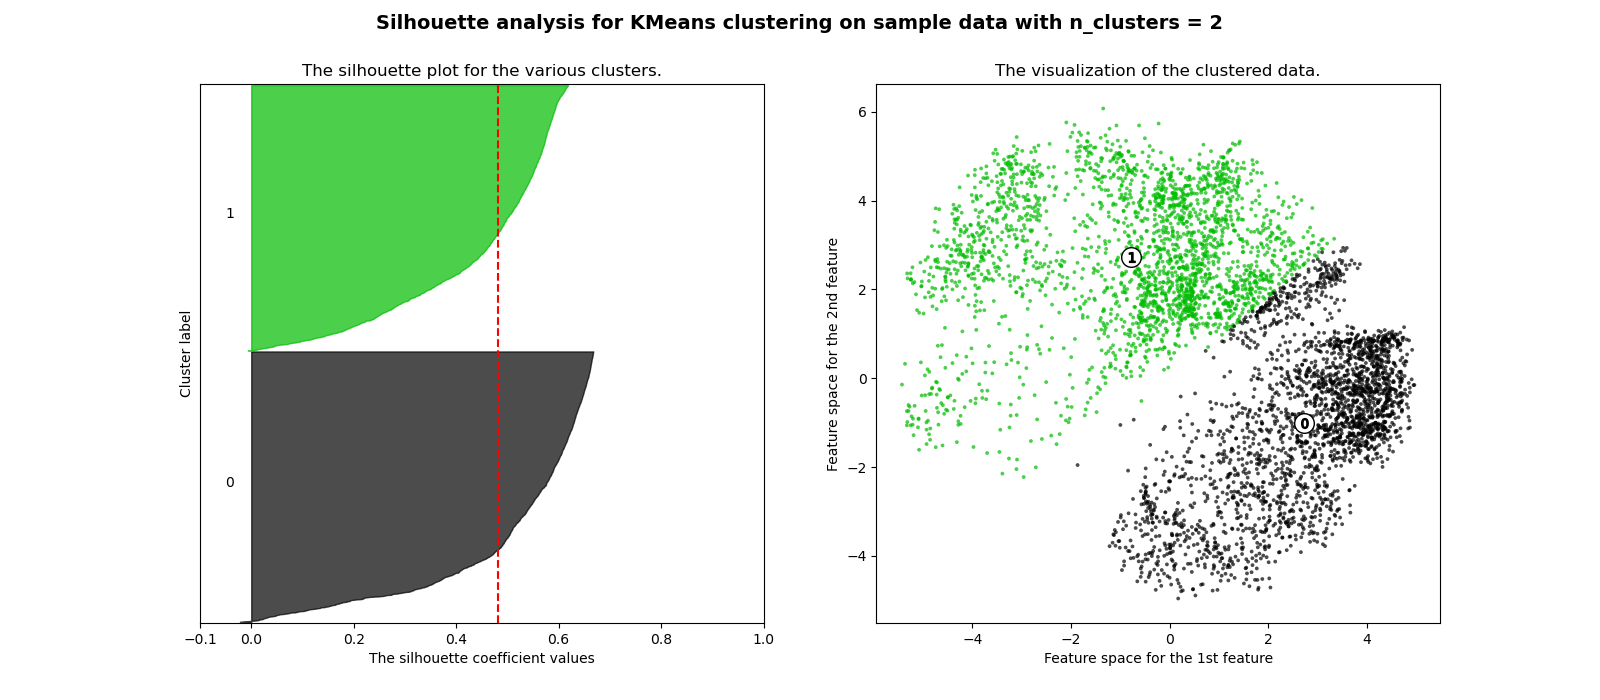 Silhouette analysis for KMeans clustering on sample data with n_clusters = 2
The silhouette plot for the various clusters.
Cluster label
1
0
−0.1 0.0 0.2 0.4 0.6 0.8 1.0
The silhouette coefficient values
The visualization of the clustered data.
Feature space for the 2nd feature
6
4
2
0
−2
−4
1
0
−4 −2 0 2 4
Feature space for the 1st feature